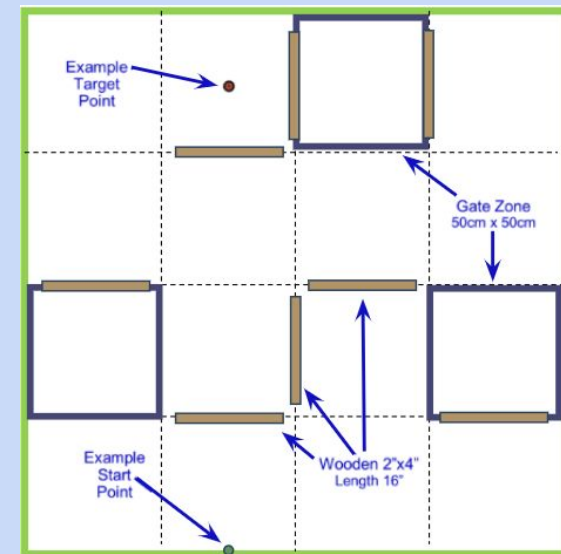 Example
Target
Point
Gate Zone
50cm x 50cm
Wooden 2"x4"
Length 16"
Example
Start
Point